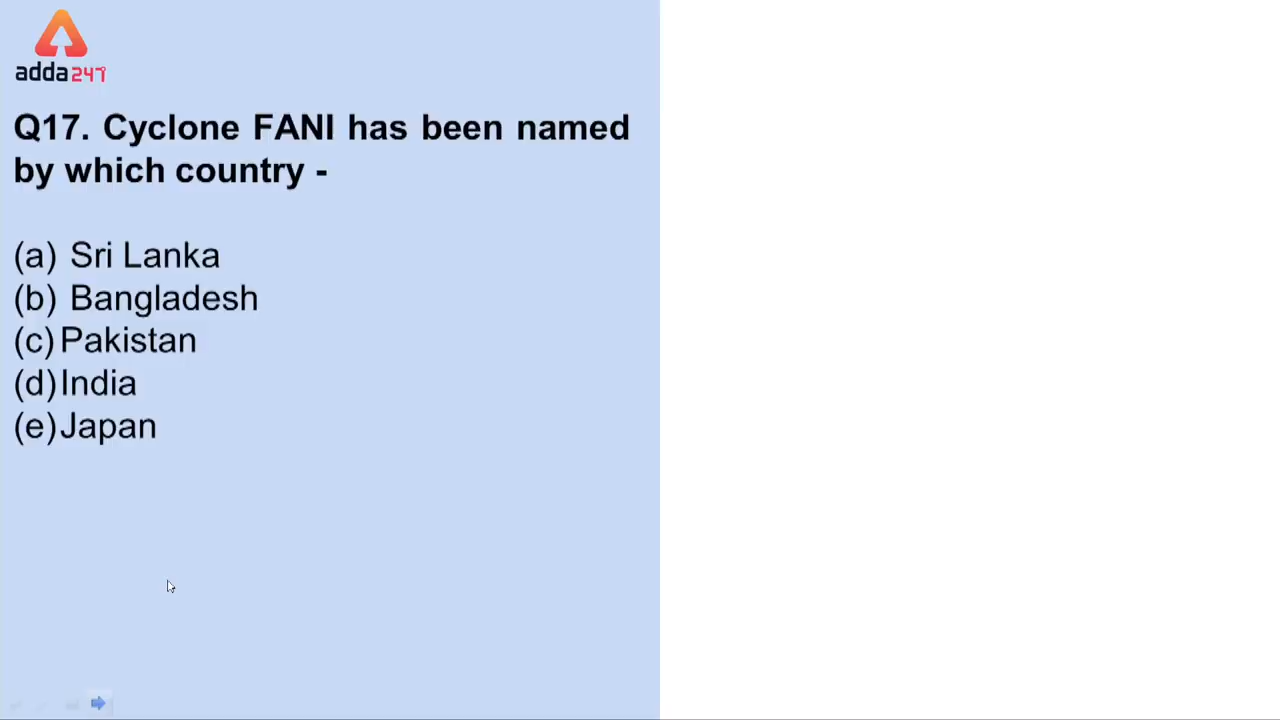 adda247
Q17. Cyclone FANI has been named
by which country -
(a) Sri Lanka
(b) Bangladesh
(c) Pakistan
(d) India
(e) Japan